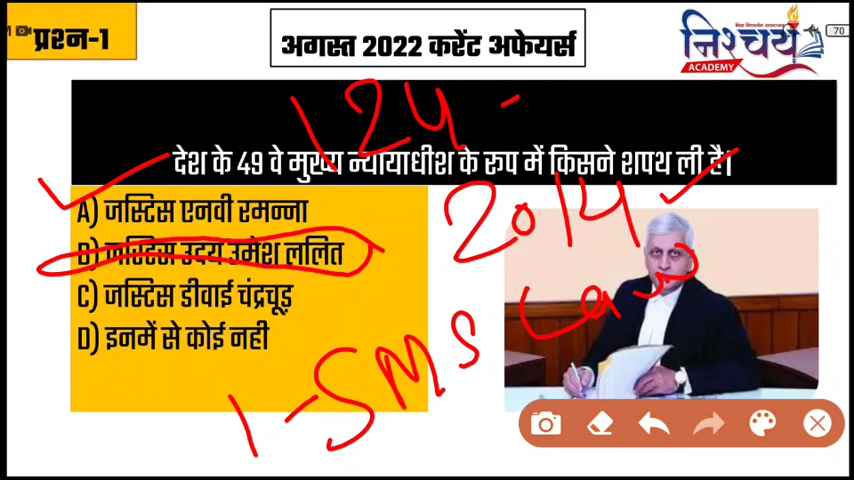 प्रश्न-1
अगस्त 2022 करेंट अफेयर्स
निश्चय
ACADEMY
70
124 -
देश के 49 वे मुख्य न्यायाधीश के रुप में किसने शपथ ली है।
A) जस्टिस एनवी रमन्ना
2014
B) जस्टिस उदय उमेश ललित
C) जस्टिस डीवाई चंद्रचूड़
D) इनमें से कोई नही
1-SMS